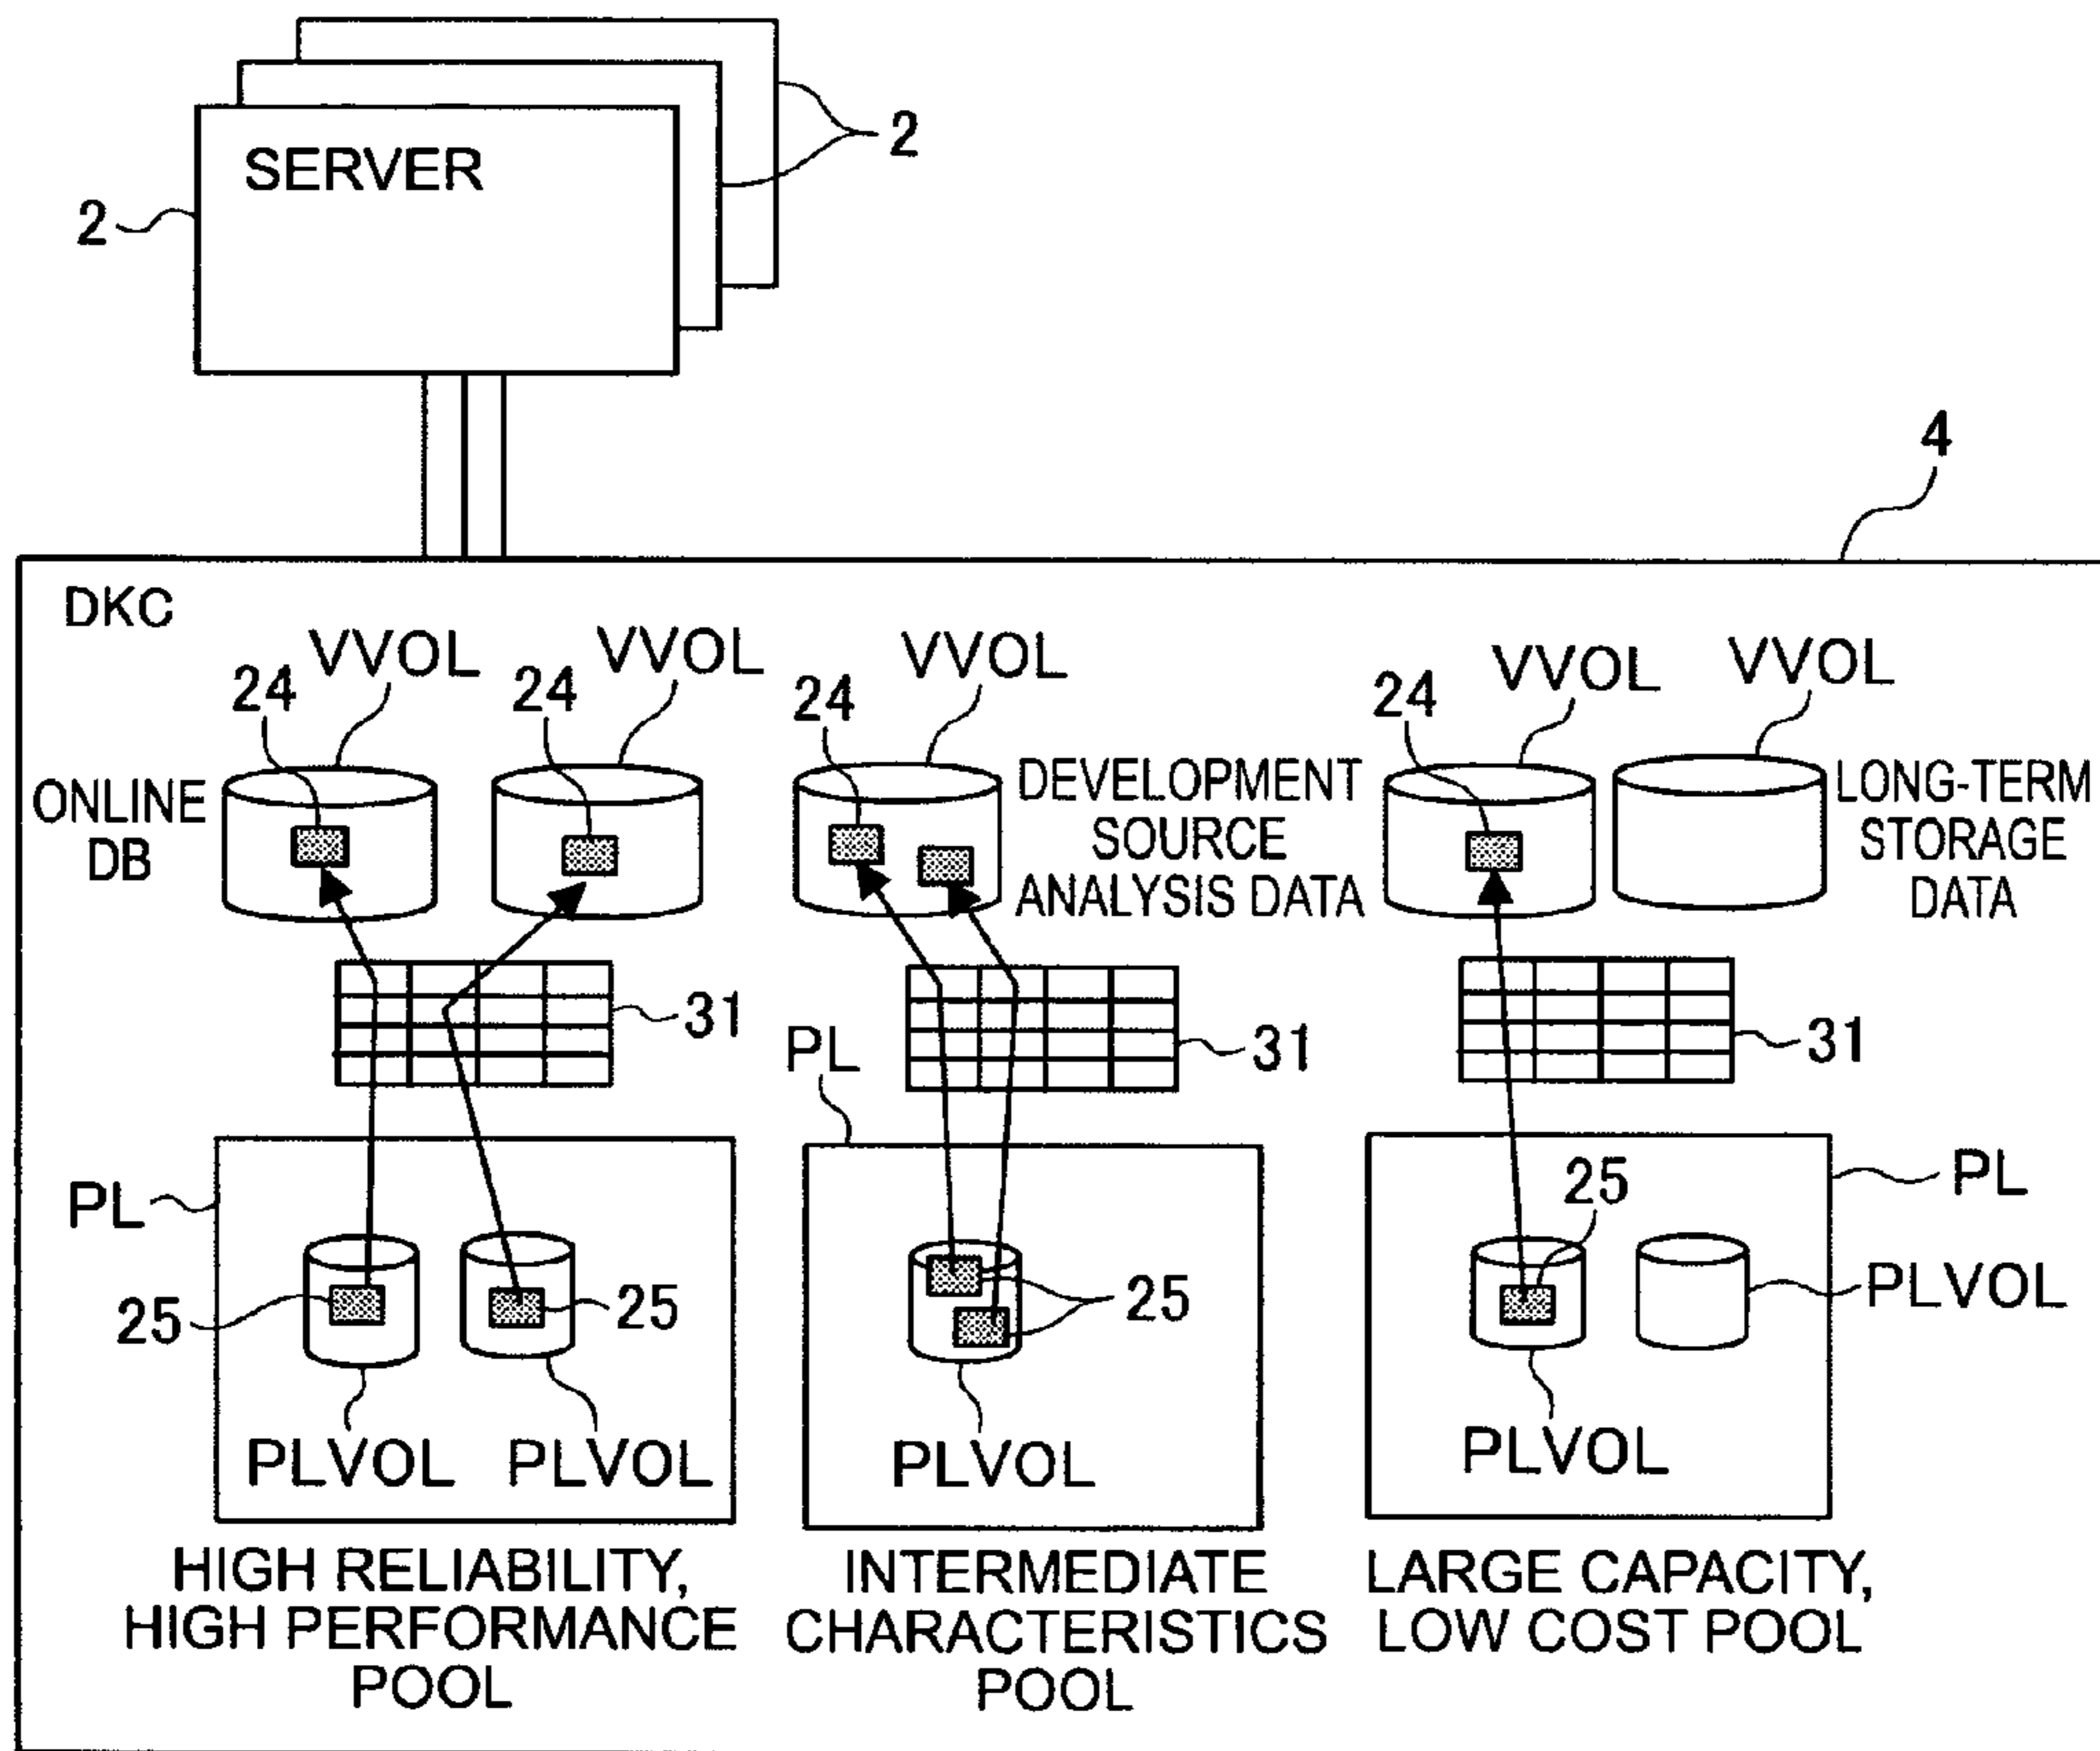 2
SERVER
2
4
DKC
VVOL
VVOL
VVOL
VVOL
VVOL
24
24
24
24
ONLINE
DB
DEVELOPMENT
SOURCE
ANALYSIS DATA
LONG-TERM
STORAGE
DATA
31
31
31
PL
PL
PL
25
25
25
25
PLVOL
PLVOL
PLVOL
PLVOL
PLVOL
HIGH RELIABILITY,
HIGH PERFORMANCE
POOL
INTERMEDIATE
CHARACTERISTICS
POOL
LARGE CAPACITY,
LOW COST POOL